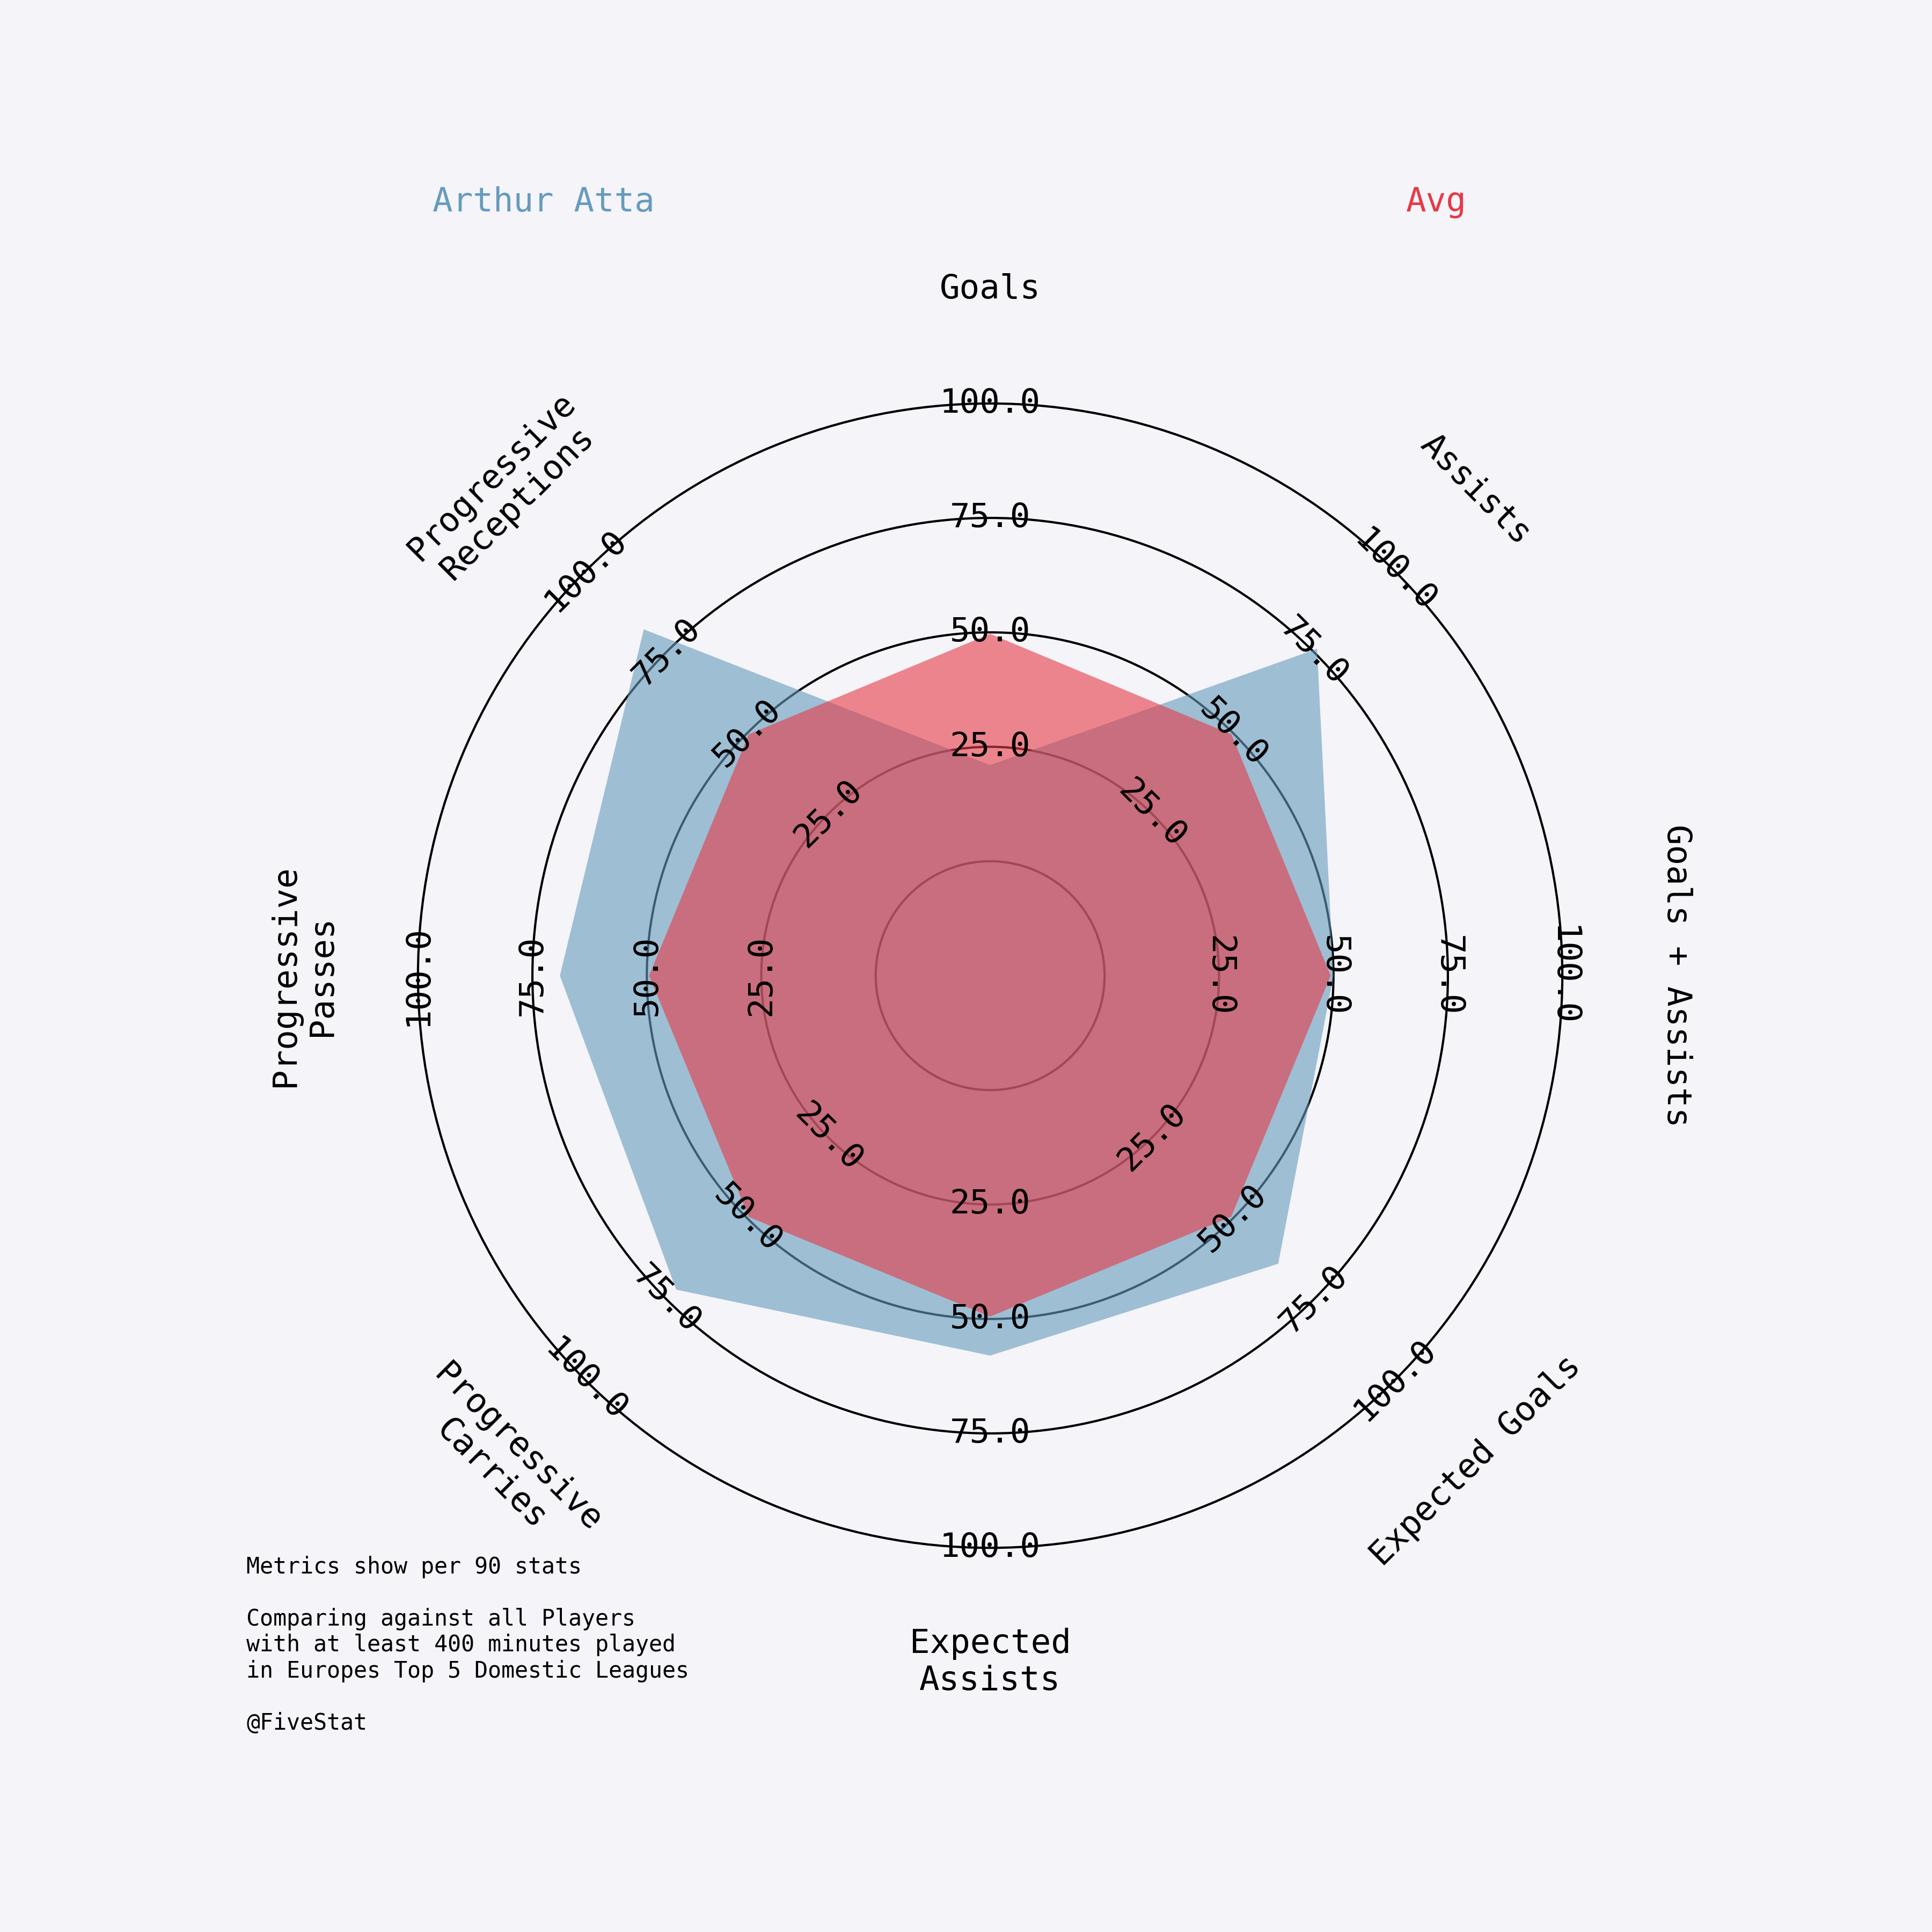 Arthur Atta
Avg
Goals
Assists
Goals + Assists
Expected Goals
Expected
Assists
Progressive
Carries
Progressive
Passes
Progressive
Receptions
25.0
50.0
75.0
100.0
25.0
50.0
75.0
100.0
25.0
50.0
75.0
100.0
25.0
50.0
75.0
100.0
25.0
50.0
75.0
100.0
25.0
50.0
75.0
100.0
25.0
50.0
75.0
100.0
25.0
50.0
75.0
100.0
Metrics show per 90 stats
Comparing against all Players
with at least 400 minutes played
in Europes Top 5 Domestic Leagues
@FiveStat